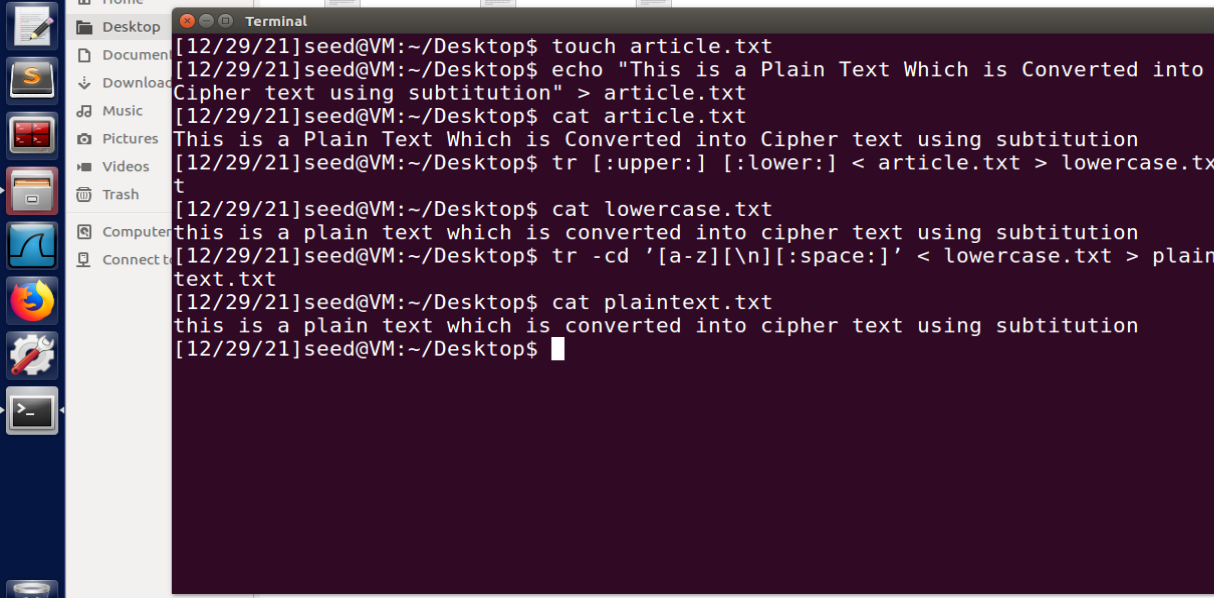 Home
Desktop
Documen
Download
Music
Pictures
Videos
Trash
Computer
Connect to
Terminal
[12/29/21]seed@VM:~/Desktop$ touch article.txt
[12/29/21]seed@VM:~/Desktop$ echo "This is a Plain Text Which is Converted into
Cipher text using subtitution" > article.txt
[12/29/21]seed@VM:~/Desktop$ cat article.txt
This is a Plain Text Which is Converted into Cipher text using subtitution
[12/29/21]seed@VM:~/Desktop$ tr [:upper:] [:lower:] < article.txt > lowercase.tx
t
[12/29/21]seed@VM:~/Desktop$ cat lowercase.txt
this is a plain text which is converted into cipher text using subtitution
[12/29/21]seed@VM:~/Desktop$ tr -cd ’[a-z][\n][:space:]’ < lowercase.txt > plain
text.txt
[12/29/21]seed@VM:~/Desktop$ cat plaintext.txt
this is a plain text which is converted into cipher text using subtitution
[12/29/21]seed@VM:~/Desktop$